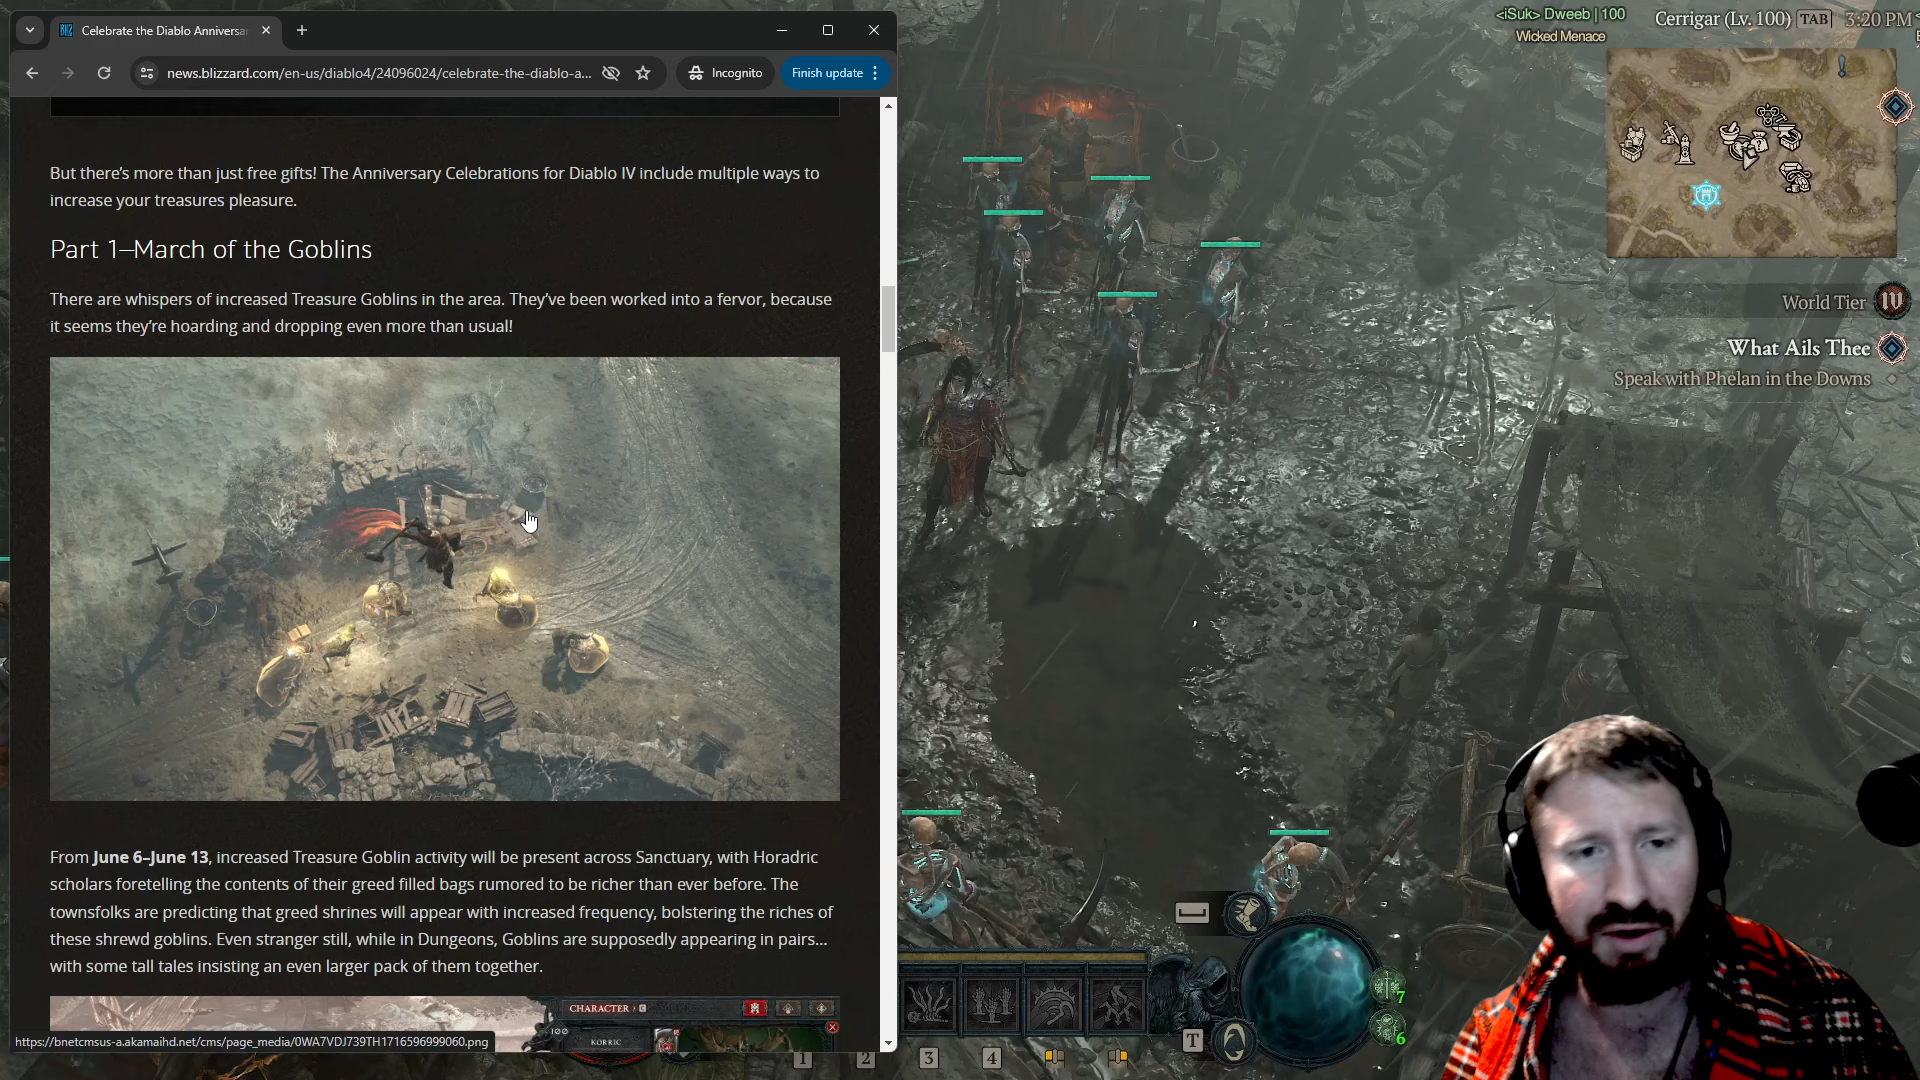 Celebrate the Diablo Anniversa
news.blizzard.com/en-us/diablo4/24096024/celebrate-the-diablo-a...
Incognito
Finish update
But there's more than just free gifts! The Anniversary Celebrations for Diablo IV include multiple ways to
increase your treasures pleasure.
Part 1—March of the Goblins
There are whispers of increased Treasure Goblins in the area. They've been worked into a fervor, because
it seems they're hoarding and dropping even more than usual!
From June 6–June 13, increased Treasure Goblin activity will be present across Sanctuary, with Horadric
scholars foretelling the contents of their greed filled bags rumored to be richer than ever before. The
townsfolks are predicting that greed shrines will appear with increased frequency, bolstering the riches of
these shrewd goblins. Even stranger still, while in Dungeons, Goblins are supposedly appearing in pairs...
with some tall tales insisting an even larger pack of them together.
CHARACTER C
100
KOBRIC
https://bnetcmsus-a.akamaihd.net/cms/page_media/0WA7VDJ739TH1716596999060.png
<iSuk> Dweeb | 100
Wicked Menace
Cerrigar (Lv. 100) TAB 3:20 PM
World Tier IV
What Ails Thee
Speak with Phelan in the Downs
7
6
T
1 2 3 4